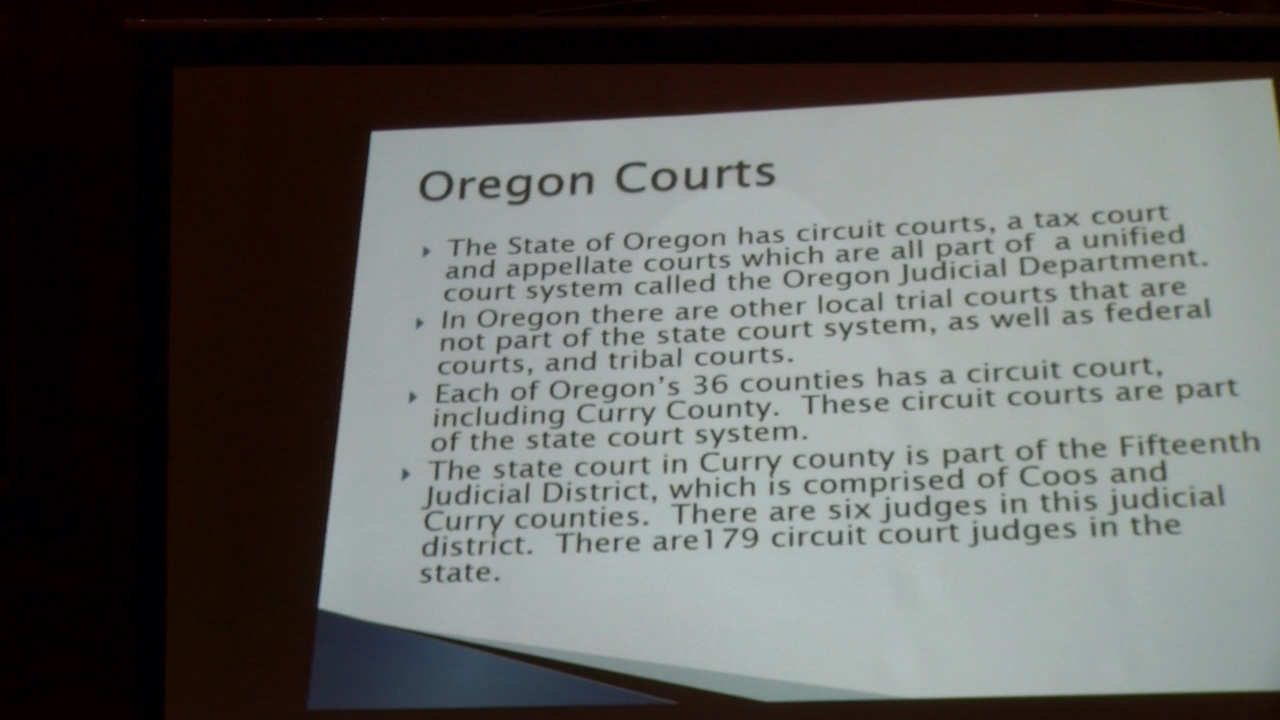 Oregon Courts
The State of Oregon has circuit courts, a tax court
and appellate courts which are all part of a unified
court system called the Oregon Judicial Department.
In Oregon there are other local trial courts that are
not part of the state court system, as well as federal
courts, and tribal courts.
Each of Oregon's 36 counties has a circuit court,
including Curry County. These circuit courts are part
of the state court system.
The state court in Curry county is part of the Fifteenth
Judicial District, which is comprised of Coos and
Curry counties. There are six judges in this judicial
district. There are179 circuit court judges in the
state.